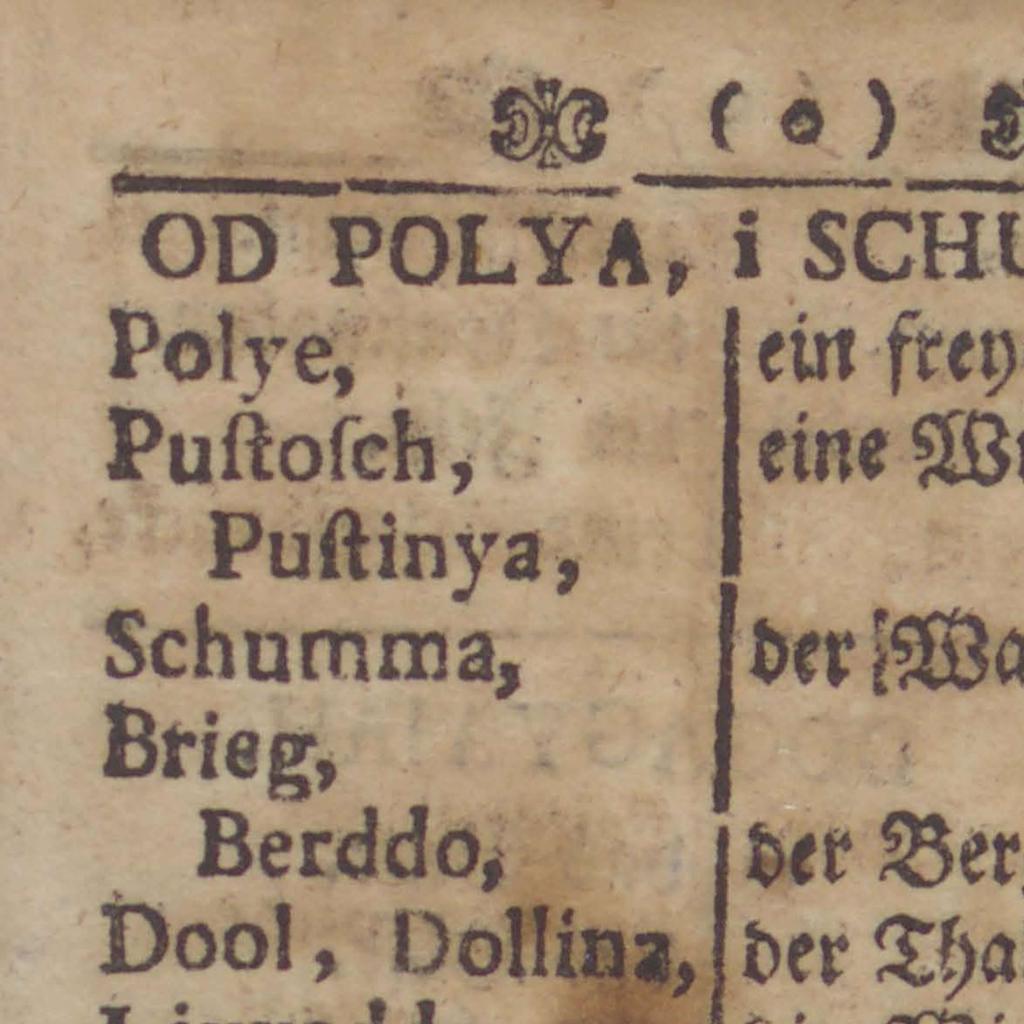 ( o )
OD POLYA, i SCHU
Polye, ein frey
Puſtoſch, eine Wü
Puſtinya,
Schumma, der Wa
Brieg,
Berddo, der Ber
Dool, Dollina, der Tha